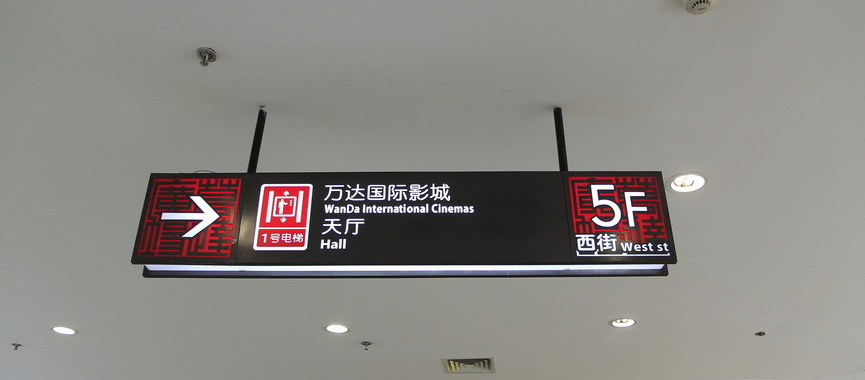 1号电梯
万达国际影城
WanDa International Cinemas
天厅
Hall
5F
西街 West st